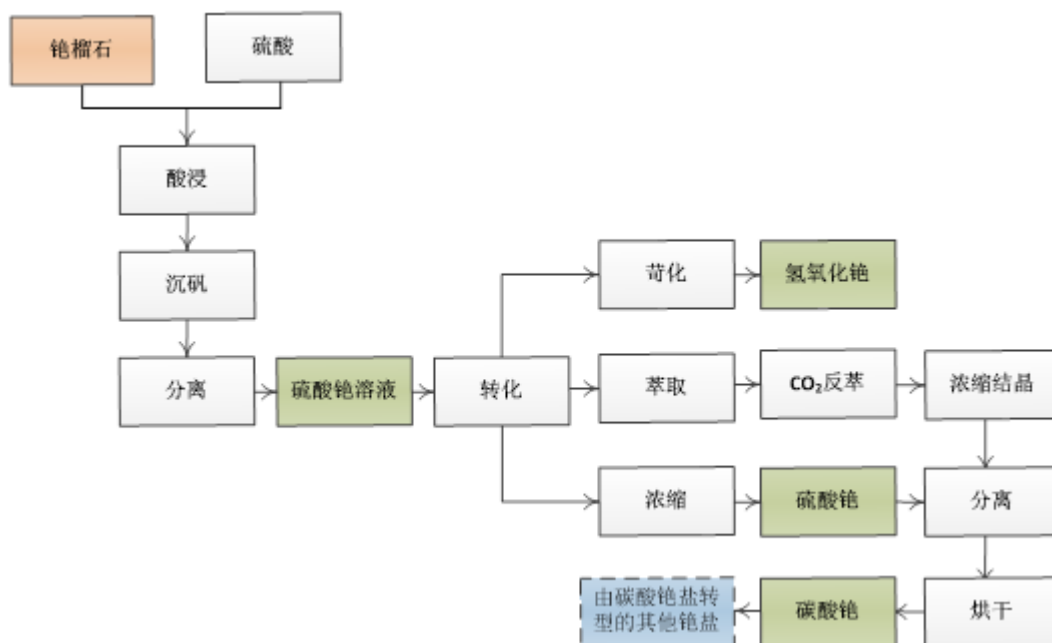 铯榴石
硫酸
酸浸
沉矾
苛化
氢氧化铯
分离
硫酸铯溶液
转化
萃取
CO₂反萃
浓缩结晶
浓缩
硫酸铯
分离
由碳酸铯盐转
型的其他铯盐
碳酸铯
烘干